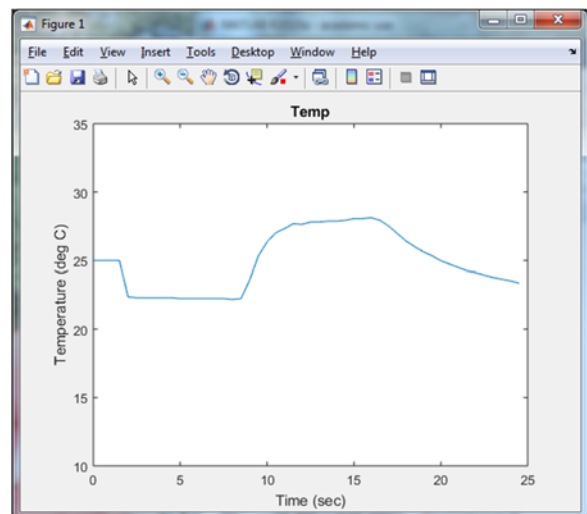 Figure 1
File Edit View Insert Tools Desktop Window Help
Temp
35
30
25
20
15
10
Temperature (deg C)
0 5 10 15 20 25
Time (sec)